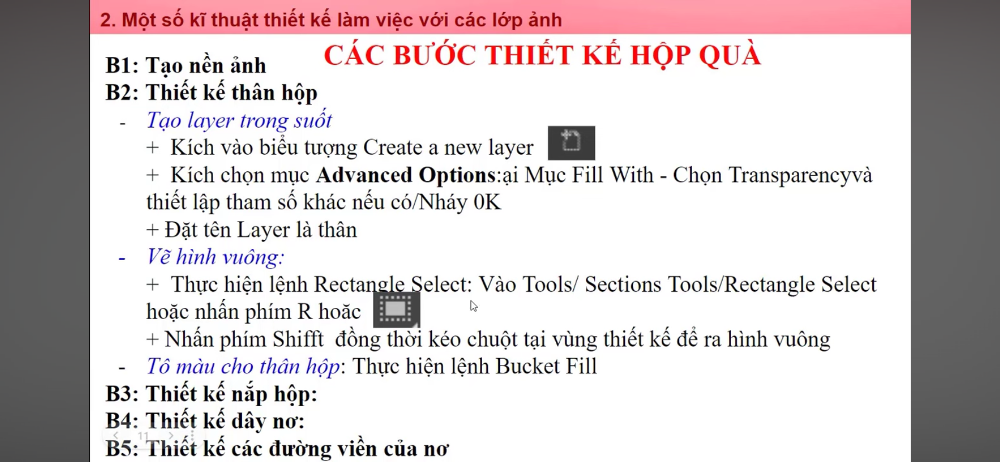 2. Một số kĩ thuật thiết kế làm việc với các lớp ảnh
CÁC BƯỚC THIẾT KẾ HỘP QUÀ
B1: Tạo nền ảnh
B2: Thiết kế thân hộp
- Tạo layer trong suốt
+ Kích vào biểu tượng Create a new layer
+ Kích chọn mục Advanced Options:ại Mục Fill With - Chọn Transparencyvà
thiết lập tham số khác nếu có/Nháy 0K
+ Đặt tên Layer là thân
- Vẽ hình vuông:
+ Thực hiện lệnh Rectangle Select: Vào Tools/ Sections Tools/Rectangle Select
hoặc nhấn phím R hoăc
+ Nhấn phím Shifft đồng thời kéo chuột tại vùng thiết kế để ra hình vuông
- Tô màu cho thân hộp: Thực hiện lệnh Bucket Fill
B3: Thiết kế nắp hộp:
B4: Thiết kế dây nơ:
11
B5: Thiết kế các đường viền của nơ